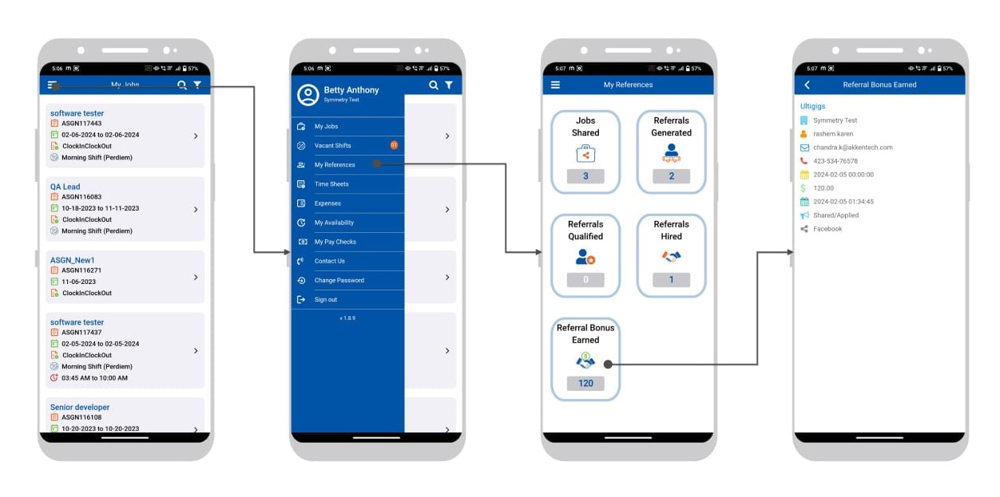 5:06
57%
My Jobs
software tester
ASGN117443
02-06-2024 to 02-06-2024
ClockInClockOut
Morning Shift (Perdiem)
QA Lead
ASGN116083
10-18-2023 to 11-11-2023
ClockInClockOut
Morning Shift (Perdiem)
ASGN_New1
ASGN116271
11-06-2023
ClockInClockOut
software tester
ASGN117437
02-05-2024 to 02-05-2024
ClockInClockOut
Morning Shift (Perdiem)
03:45 AM to 10:00 AM
Senior developer
ASGN116108
10-20-2023 to 10-20-2023
5:06
57%
Betty Anthony
Symmetry Test
My Jobs
Vacant Shifts
My References
Time Sheets
Expenses
My Availability
My Pay Checks
Contact Us
Change Password
Sign out
v 1.8.9
5:07
57%
My References
Jobs
Shared
3
Referrals
Generated
2
Referrals
Qualified
0
Referrals
Hired
1
Referral Bonus
Earned
120
5:07
57%
Referral Bonus Earned
Ultigigs
Symmetry Test
rashem karen
chandra.k@akkentech.com
423-534-76578
2024-02-05 00:00:00
120.00
2024-02-05 01:34:45
Shared/Applied
Facebook